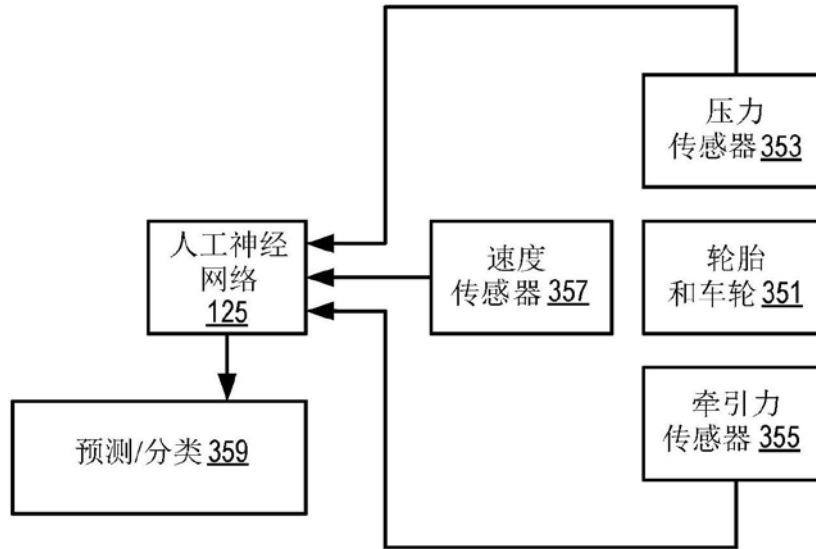 压力
传感器 353
人工神经
网络
125
速度
传感器 357
轮胎
和车轮 351
预测/分类 359
牵引力
传感器 355